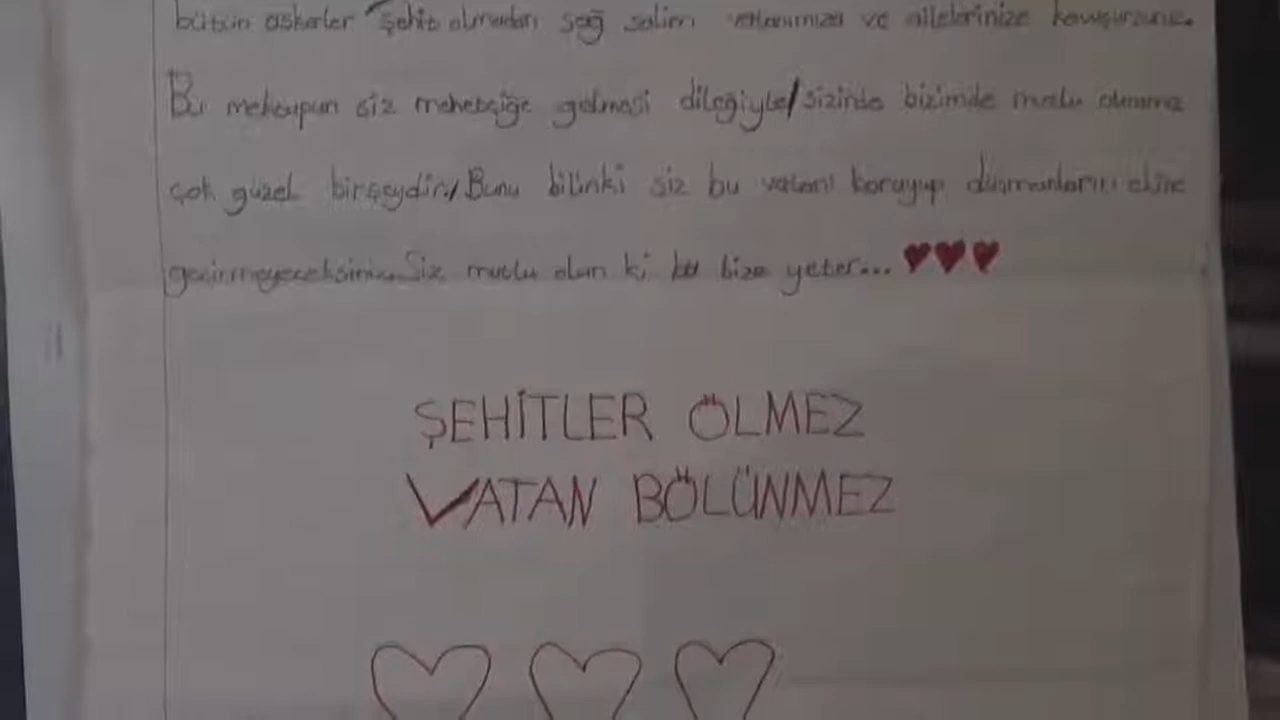 bütün askerler şehit olmadan sağ salim vatanımıza ve ailelerinize kavuşursunuz.
Bu mektupun siz mehetçiğe gelmesi dileğiyle/sizinde bizimde mutlu olmamız
çok güzel birşeydir/Bunu bilinki siz bu vatanı koruyup düşmanların eline
geçirmeyeceksiniz...Siz mutlu olun ki bu bize yeter...
ŞEHİTLER ÖLMEZ
VATAN BÖLÜNMEZ